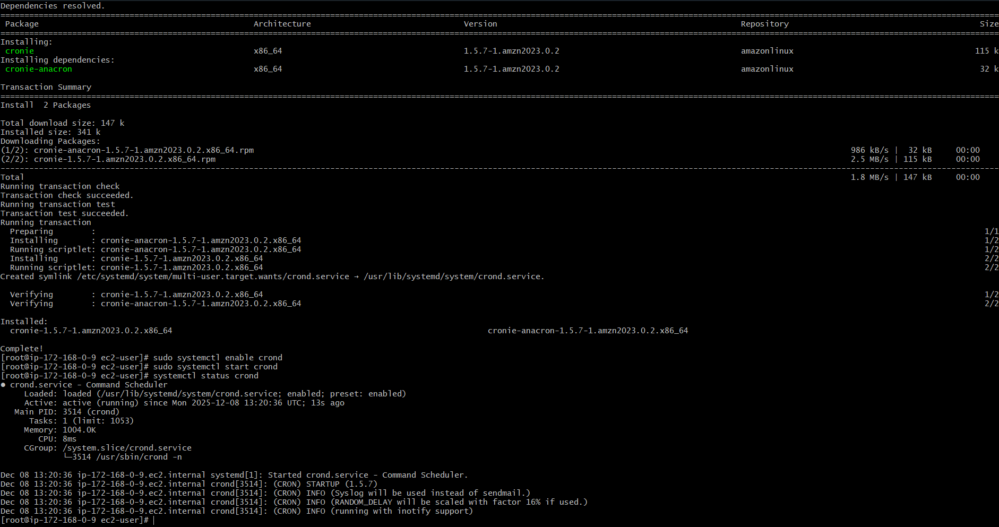 Dependencies resolved.
Package Architecture Version Repository Size
Installing:
cronie x86_64 1.5.7-1.amzn2023.0.2 amazonlinux 115 k
Installing dependencies:
cronie-anacron x86_64 1.5.7-1.amzn2023.0.2 amazonlinux 32 k
Transaction Summary
Install 2 Packages
Total download size: 147 k
Installed size: 341 k
Downloading Packages:
(1/2): cronie-anacron-1.5.7-1.amzn2023.0.2.x86_64.rpm 986 kB/s | 32 kB 00:00
(2/2): cronie-1.5.7-1.amzn2023.0.2.x86_64.rpm 2.5 MB/s | 115 kB 00:00
Total 1.8 MB/s | 147 kB 00:00
Running transaction check
Transaction check succeeded.
Running transaction test
Transaction test succeeded.
Running transaction
Preparing : 1/1
Installing : cronie-anacron-1.5.7-1.amzn2023.0.2.x86_64 1/2
Running scriptlet: cronie-anacron-1.5.7-1.amzn2023.0.2.x86_64 1/2
Installing : cronie-1.5.7-1.amzn2023.0.2.x86_64 2/2
Running scriptlet: cronie-1.5.7-1.amzn2023.0.2.x86_64 2/2
Created symlink /etc/systemd/system/multi-user.target.wants/crond.service → /usr/lib/systemd/system/crond.service.
Verifying : cronie-1.5.7-1.amzn2023.0.2.x86_64 1/2
Verifying : cronie-anacron-1.5.7-1.amzn2023.0.2.x86_64 2/2
Installed:
cronie-1.5.7-1.amzn2023.0.2.x86_64 cronie-anacron-1.5.7-1.amzn2023.0.2.x86_64
Complete!
[root@ip-172-168-0-9 ec2-user]# sudo systemctl enable crond
[root@ip-172-168-0-9 ec2-user]# sudo systemctl start crond
[root@ip-172-168-0-9 ec2-user]# systemctl status crond
● crond.service - Command Scheduler
Loaded: loaded (/usr/lib/systemd/system/crond.service; enabled; preset: enabled)
Active: active (running) since Mon 2025-12-08 13:20:36 UTC; 13s ago
Main PID: 3514 (crond)
Tasks: 1 (limit: 1053)
Memory: 1004.0K
CPU: 8ms
CGroup: /system.slice/crond.service
└─3514 /usr/sbin/crond -n
Dec 08 13:20:36 ip-172-168-0-9.ec2.internal systemd[1]: Started crond.service - Command Scheduler.
Dec 08 13:20:36 ip-172-168-0-9.ec2.internal crond[3514]: (CRON) STARTUP (1.5.7)
Dec 08 13:20:36 ip-172-168-0-9.ec2.internal crond[3514]: (CRON) INFO (Syslog will be used instead of sendmail.)
Dec 08 13:20:36 ip-172-168-0-9.ec2.internal crond[3514]: (CRON) INFO (RANDOM_DELAY will be scaled with factor 16% if used.)
Dec 08 13:20:36 ip-172-168-0-9.ec2.internal crond[3514]: (CRON) INFO (running with inotify support)
[root@ip-172-168-0-9 ec2-user]#